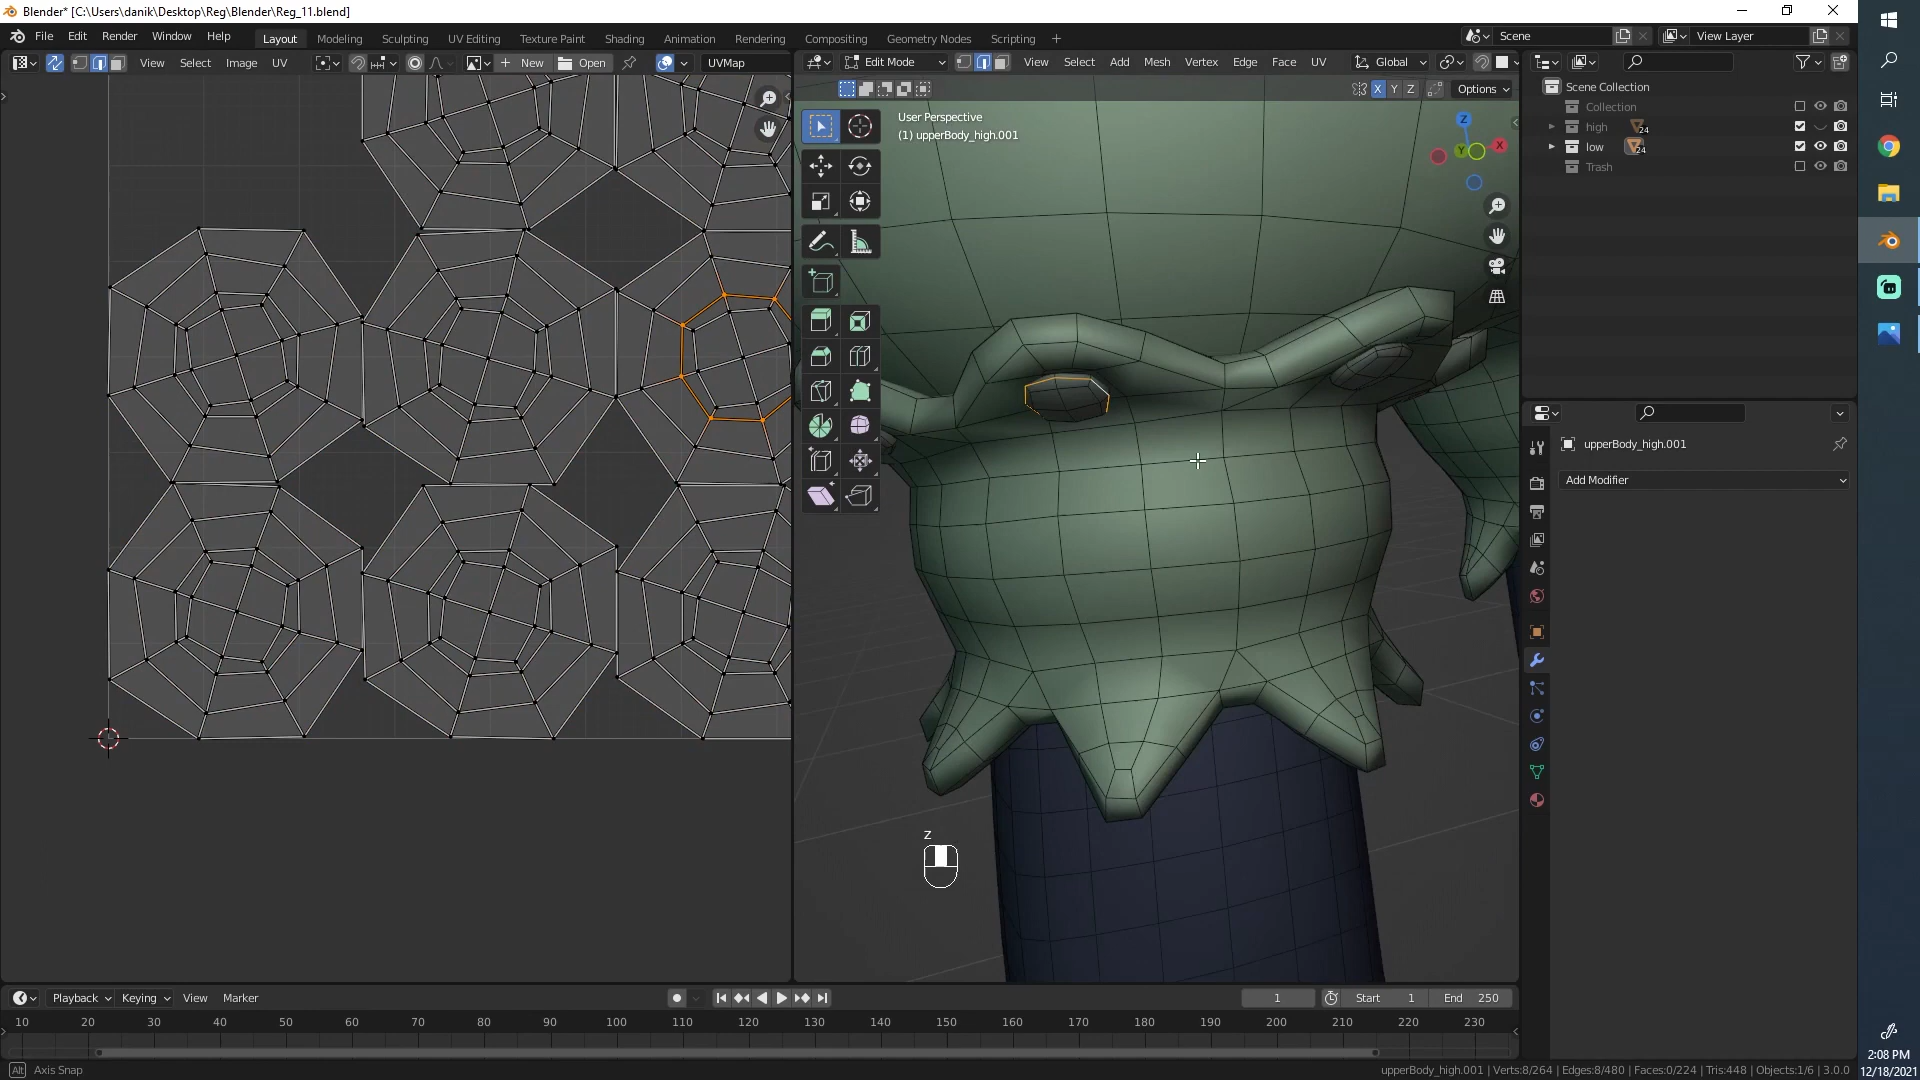 Blender* [C:\Users\danik\Desktop\Reg\Blender\Reg_11.blend]
File Edit Render Window Help Layout Modeling Sculpting UV Editing Texture Paint Shading Animation Rendering Compositing Geometry Nodes Scripting + Scene View Layer
View Select Image UV New Open UVMap Edit Mode View Select Add Mesh Vertex Edge Face UV Global
X Y Z Options
Scene Collection
Collection
high 24
low 24
Trash
User Perspective
(1) upperBody_high.001
Z
X
Y
upperBody_high.001
Add Modifier
z
Playback Keying View Marker 1 Start 1 End 250
10 20 30 40 50 60 70 80 90 100 110 120 130 140 150 160 170 180 190 200 210 220 230
Alt Axis Snap
upperBody_high.001 | Verts:8/264 | Edges:8/480 | Faces:0/224 | Tris:448 | Objects:1/6 | 3.0.0
2:08 PM
12/18/2021